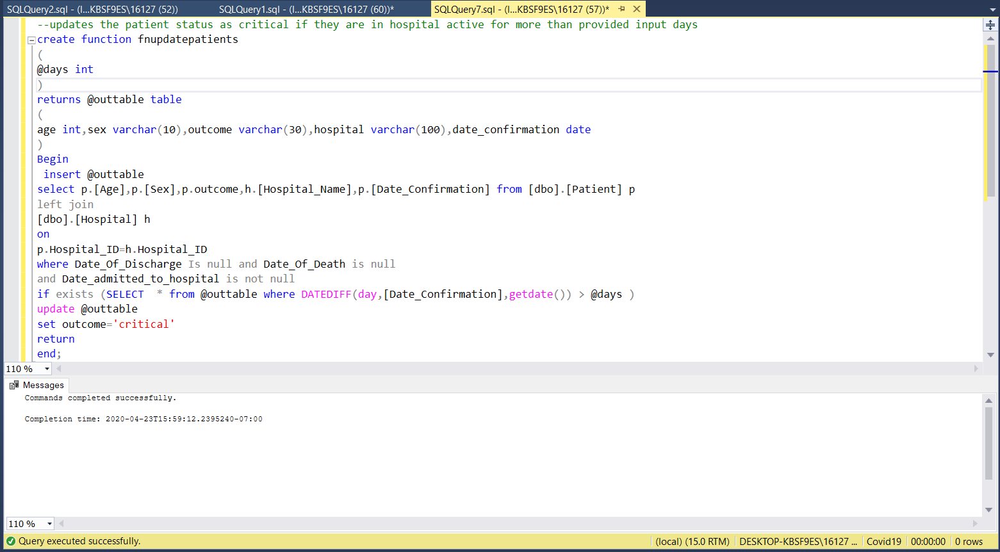 SQLQuery2.sql - (l...KBSF9ES\16127 (52)) SQLQuery1.sql - (l...KBSF9ES\16127 (60))* SQLQuery7.sql - (l...KBSF9ES\16127 (57))*
--updates the patient status as critical if they are in hospital active for more than provided input days
create function fnupdatepatients
(
@days int
)
returns @outtable table
(
age int,sex varchar(10),outcome varchar(30),hospital varchar(100),date_confirmation date
)
Begin
insert @outtable
select p.[Age],p.[Sex],p.outcome,h.[Hospital_Name],p.[Date_Confirmation] from [dbo].[Patient] p
left join
[dbo].[Hospital] h
on
p.Hospital_ID=h.Hospital_ID
where Date_Of_Discharge Is null and Date_Of_Death is null
and Date_admitted_to_hospital is not null
if exists (SELECT  * from @outtable where DATEDIFF(day,[Date_Confirmation],getdate()) > @days )
update @outtable
set outcome='critical'
return
end;
110 %
Messages
Commands completed successfully.
Completion time: 2020-04-23T15:59:12.2395240-07:00
110 %
Query executed successfully. (local) (15.0 RTM) DESKTOP-KBSF9ES\16127 ... Covid19 00:00:00 0 rows